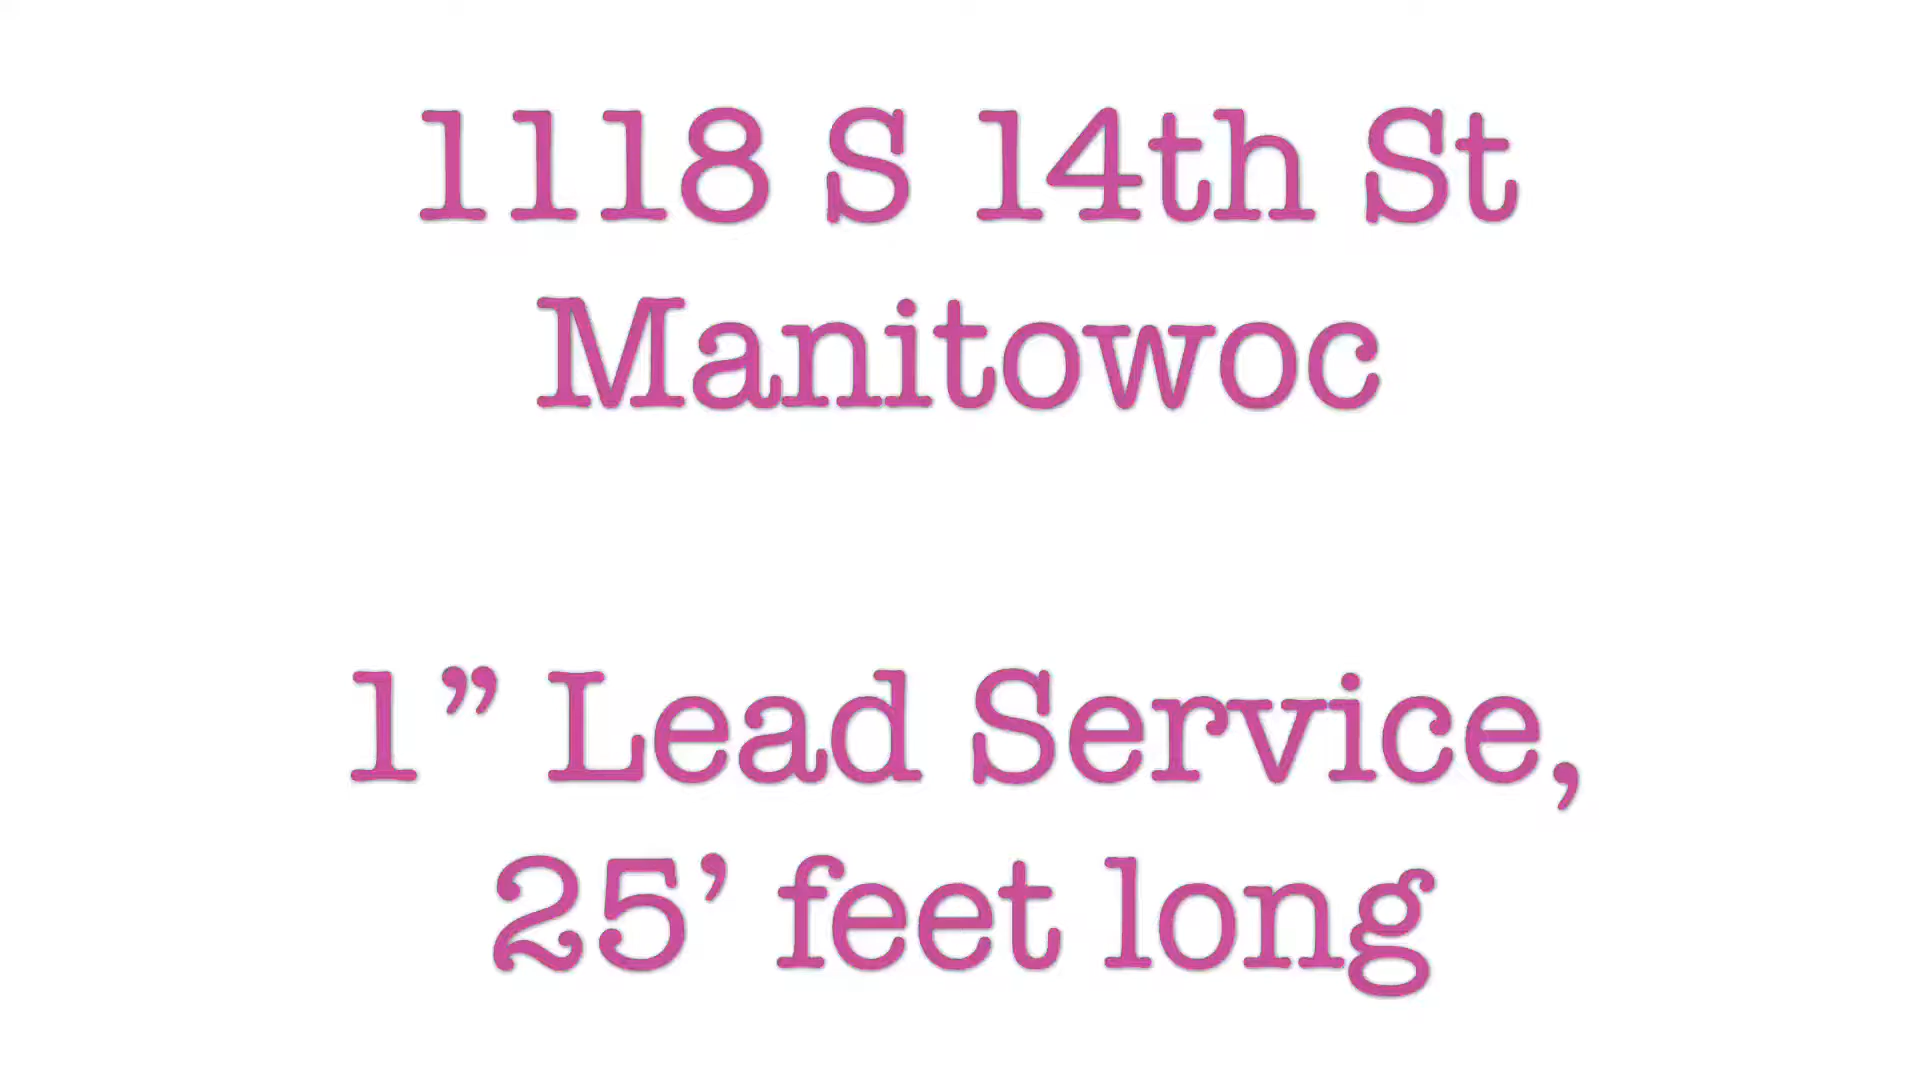 1118 S 14th St
Manitowoc
1” Lead Service,
25’ feet long